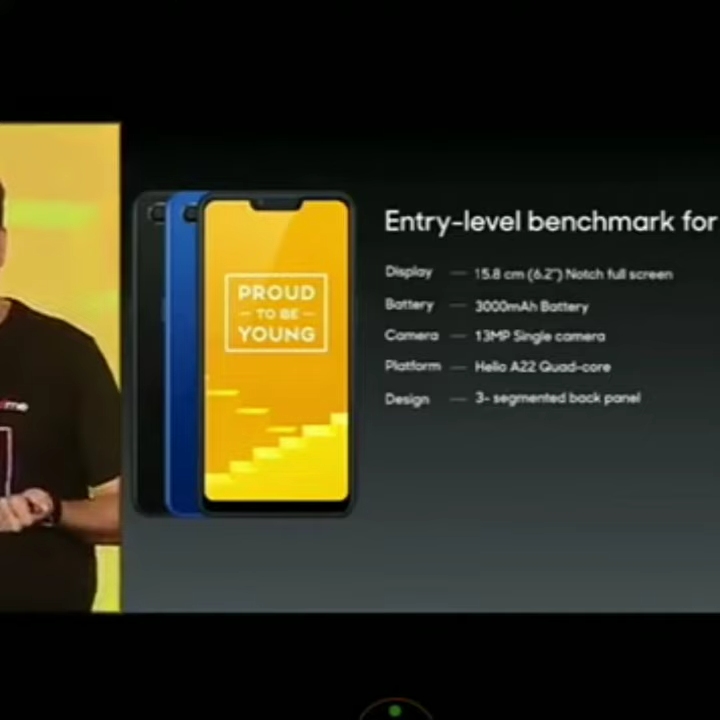 Entry-level benchmark for
Display — 15.8 cm (6.2") Notch full screen
Battery — 3000mAh Battery
Camera — 13MP Single camera
Platform — Helio A22 Quad-core
Design — 3- segmented back panel
PROUD
— TO BE —
YOUNG
me